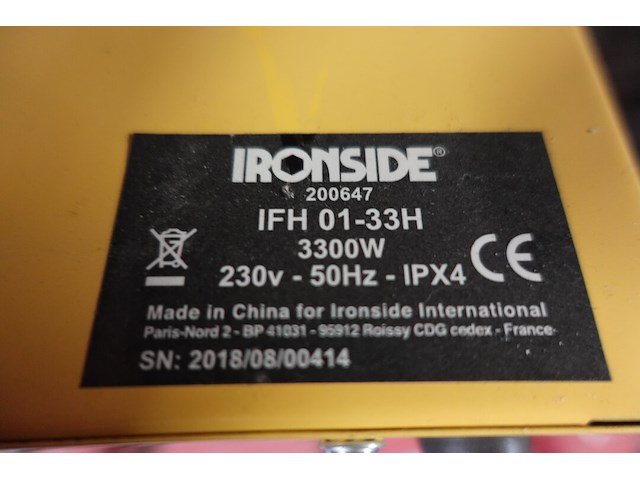 IRONSIDE®
200647
IFH 01-33H
3300W
230v - 50Hz - IPX4
CE
Made in China for Ironside International
Paris-Nord 2 - BP 41031 - 95912 Roissy CDG cedex - France
SN: 2018/08/00414